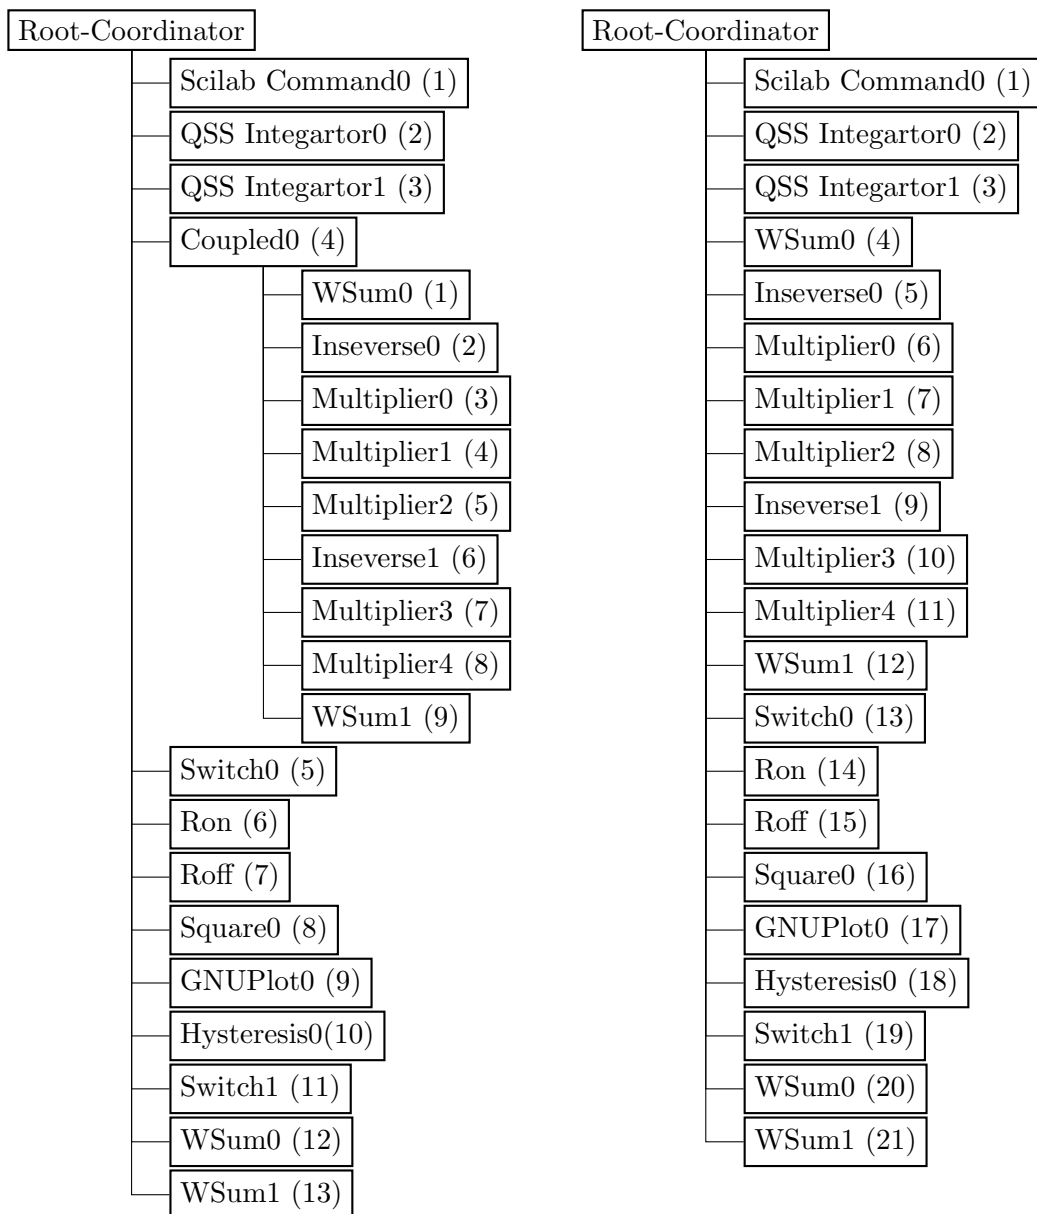 Root-Coordinator
Scilab Command0 (1)
QSS Integartor0 (2)
QSS Integartor1 (3)
Coupled0 (4)
WSum0 (1)
Inseverse0 (2)
Multiplier0 (3)
Multiplier1 (4)
Multiplier2 (5)
Inseverse1 (6)
Multiplier3 (7)
Multiplier4 (8)
WSum1 (9)
Switch0 (5)
Ron (6)
Roff (7)
Square0 (8)
GNUPlot0 (9)
Hysteresis0(10)
Switch1 (11)
WSum0 (12)
WSum1 (13)
Root-Coordinator
Scilab Command0 (1)
QSS Integartor0 (2)
QSS Integartor1 (3)
WSum0 (4)
Inseverse0 (5)
Multiplier0 (6)
Multiplier1 (7)
Multiplier2 (8)
Inseverse1 (9)
Multiplier3 (10)
Multiplier4 (11)
WSum1 (12)
Switch0 (13)
Ron (14)
Roff (15)
Square0 (16)
GNUPlot0 (17)
Hysteresis0 (18)
Switch1 (19)
WSum0 (20)
WSum1 (21)